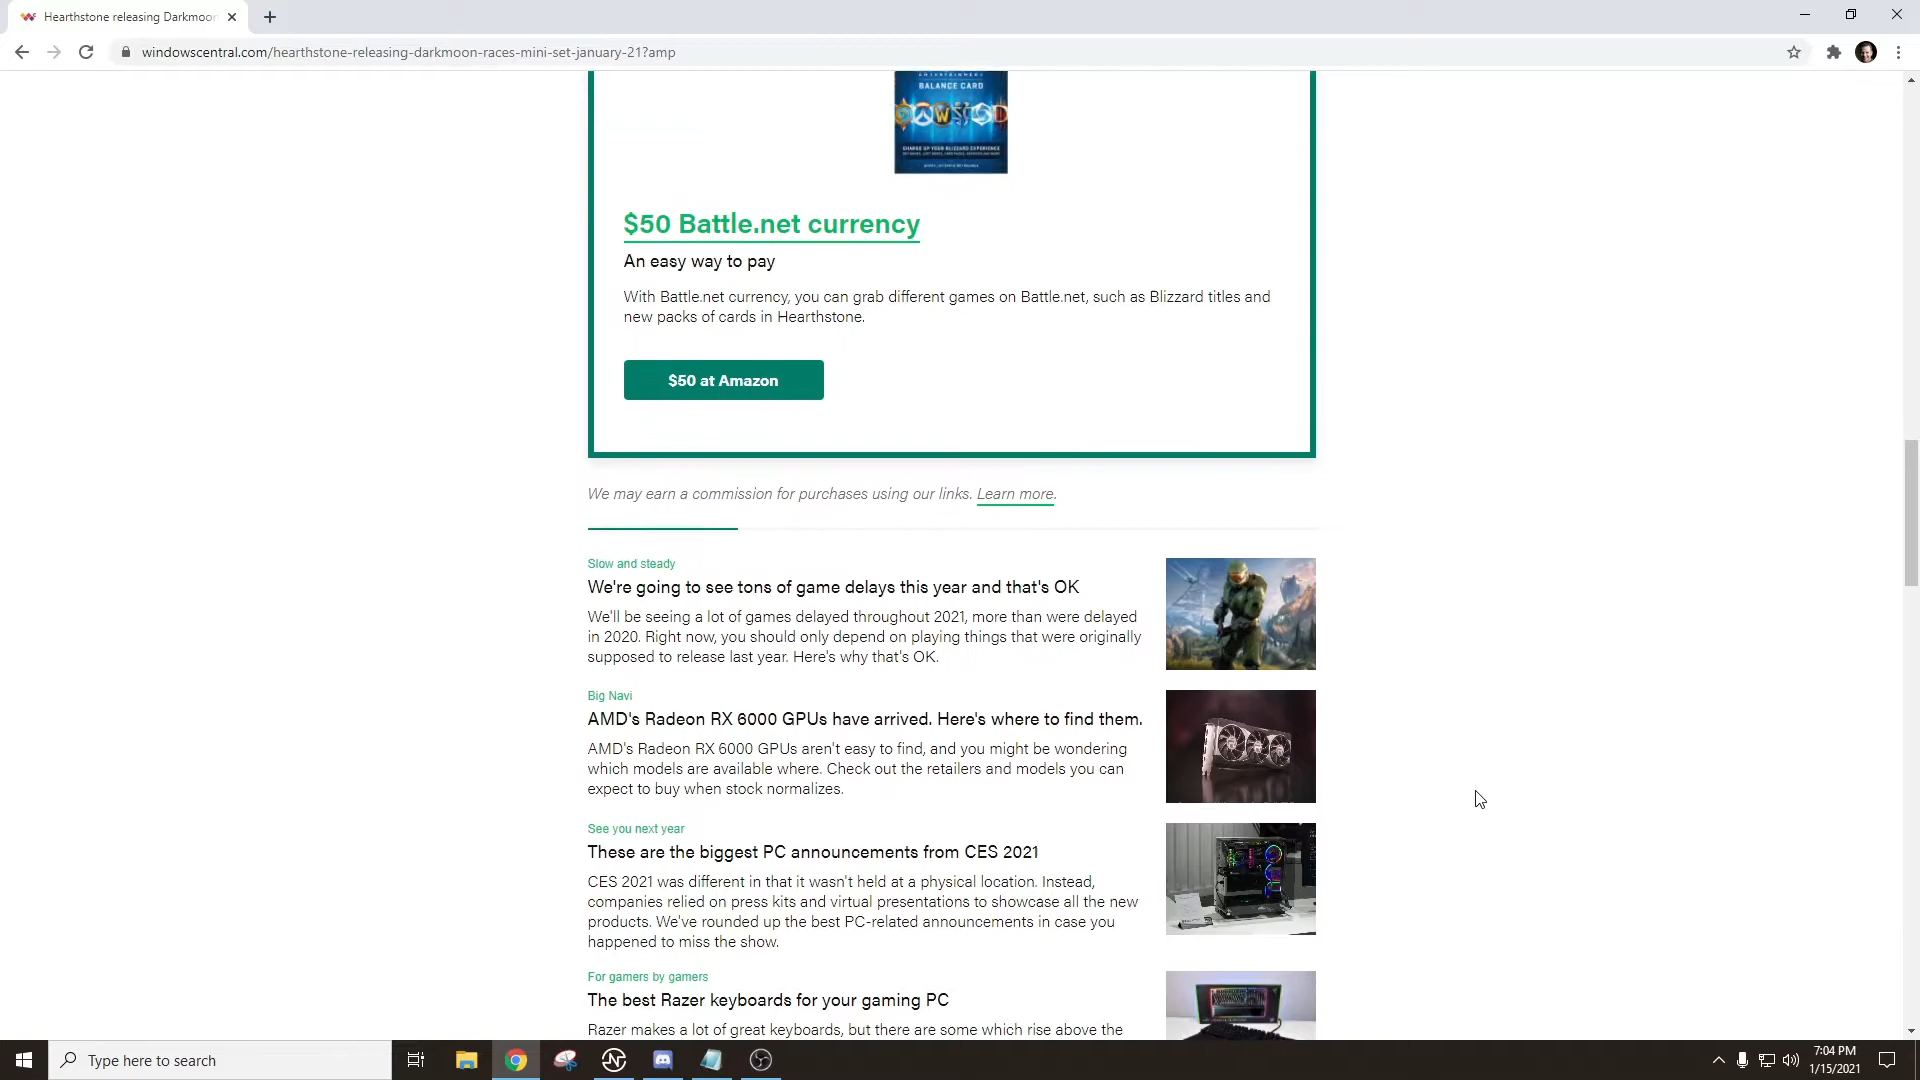 Hearthstone releasing Darkmoon
windowscentral.com/hearthstone-releasing-darkmoon-races-mini-set-january-21?amp
ENTERTAINMENT
BALANCE CARD
CHARGE UP YOUR BLIZZARD EXPERIENCE
$50 Battle.net currency
An easy way to pay
With Battle.net currency, you can grab different games on Battle.net, such as Blizzard titles and
new packs of cards in Hearthstone.
$50 at Amazon
We may earn a commission for purchases using our links. Learn more.
Slow and steady
We're going to see tons of game delays this year and that's OK
We'll be seeing a lot of games delayed throughout 2021, more than were delayed
in 2020. Right now, you should only depend on playing things that were originally
supposed to release last year. Here's why that's OK.
Big Navi
AMD's Radeon RX 6000 GPUs have arrived. Here's where to find them.
AMD's Radeon RX 6000 GPUs aren't easy to find, and you might be wondering
which models are available where. Check out the retailers and models you can
expect to buy when stock normalizes.
See you next year
These are the biggest PC announcements from CES 2021
CES 2021 was different in that it wasn't held at a physical location. Instead,
companies relied on press kits and virtual presentations to showcase all the new
products. We've rounded up the best PC-related announcements in case you
happened to miss the show.
For gamers by gamers
The best Razer keyboards for your gaming PC
Razer makes a lot of great keyboards, but there are some which rise above the
Type here to search
7:04 PM
1/15/2021